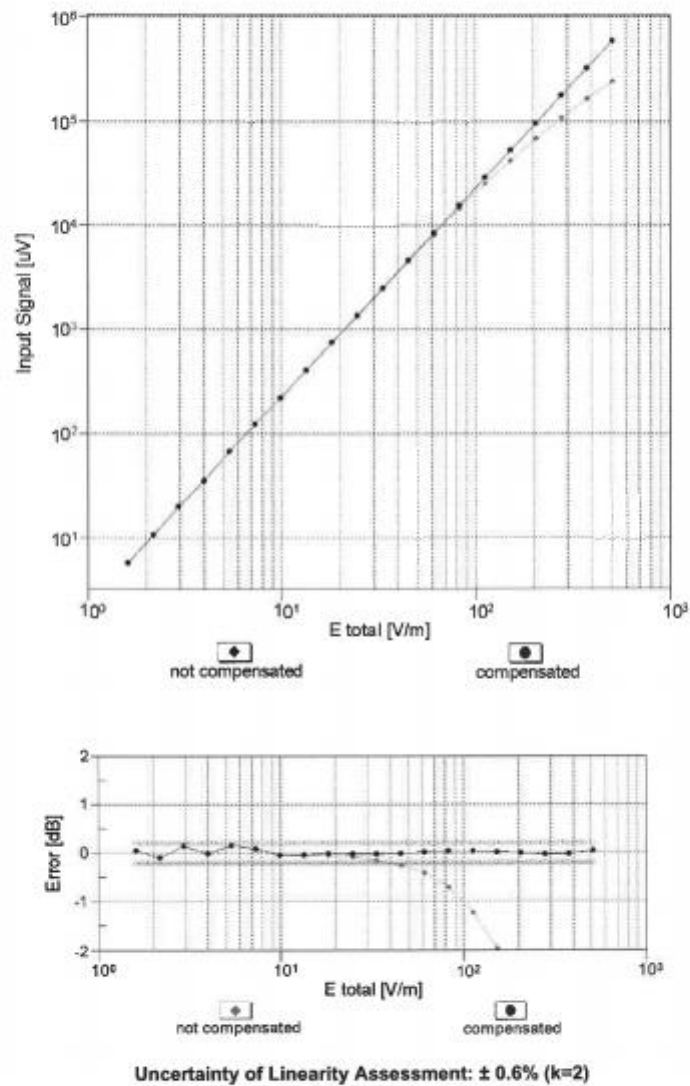 10⁶
10⁵
10⁴
10³
10²
10¹
Input Signal [uV]
10⁰ 10¹ 10² 10³
E total [V/m]
not compensated compensated
2
1
0
-1
-2
Error [dB]
10⁰ 10¹ 10² 10³
E total [V/m]
not compensated compensated
Uncertainty of Linearity Assessment: ± 0.6% (k=2)